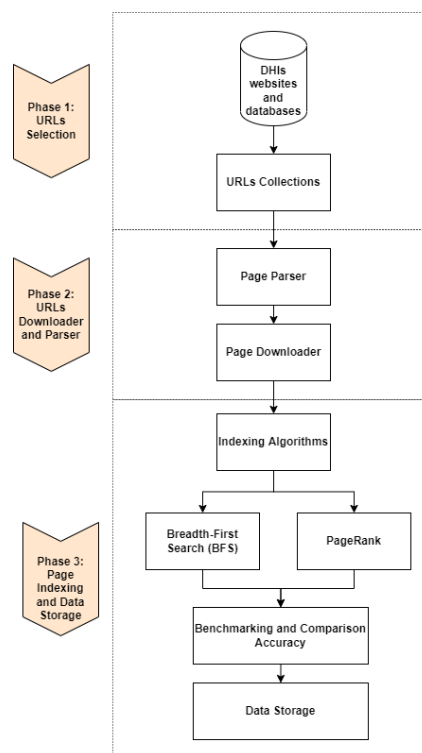 DHIs
websites
and
databases
Phase 1:
URLs
Selection
URLs Collections
Page Parser
Phase 2:
URLs
Downloader
and Parser
Page Downloader
Indexing Algorithms
Breadth-First
Search (BFS)
PageRank
Phase 3:
Page
Indexing
and Data
Storage
Benchmarking and Comparison
Accuracy
Data Storage